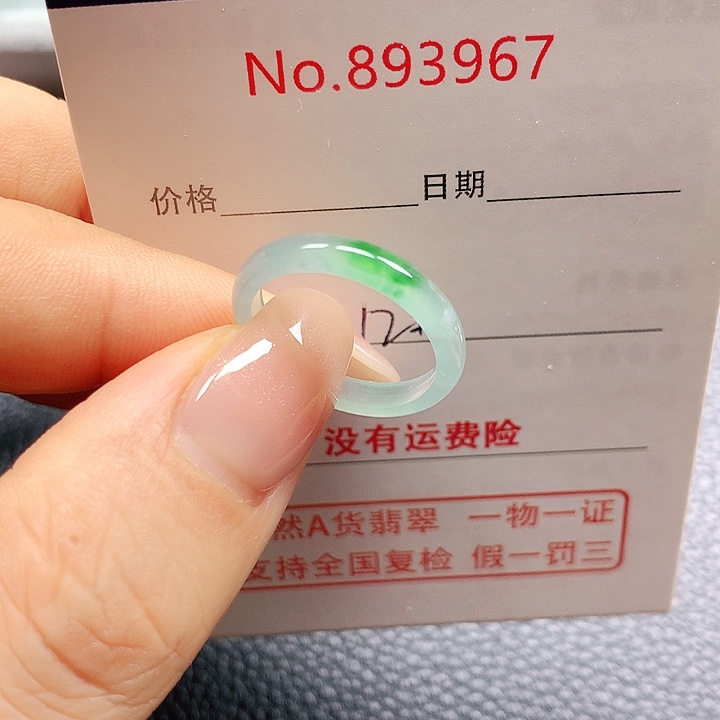 No.893967
价格 日期
没有运费险
然A货翡翠 一物一证
支持全国复检 假一罚三